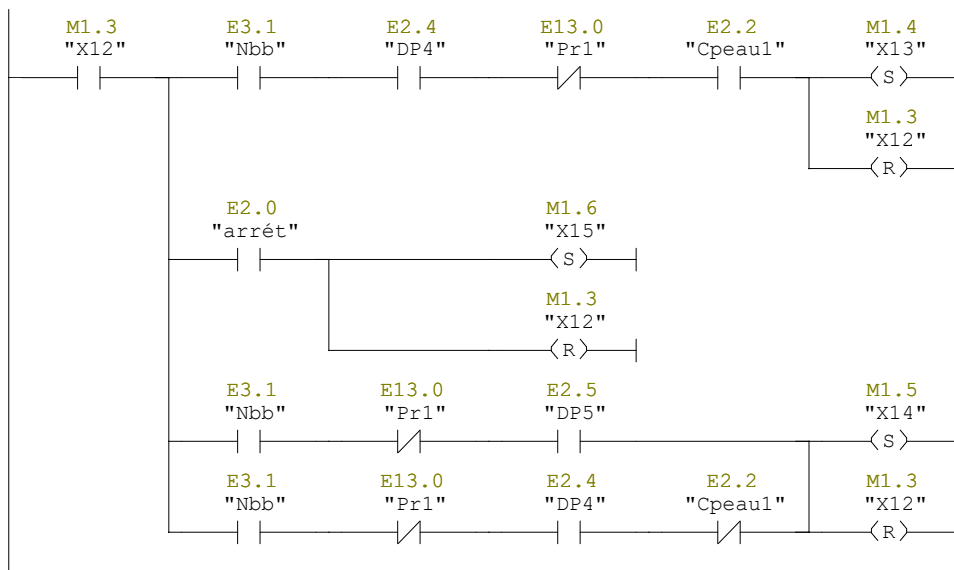 M1.3 E3.1 E2.4 E13.0 E2.2 M1.4
"X12" "Nbb" "DP4" "Pr1" "Cpeau1" "X13"
S
M1.3
"X12"
R
E2.0 M1.6
"arrét" "X15"
S
M1.3
"X12"
R
E3.1 E13.0 E2.5 M1.5
"Nbb" "Pr1" "DP5" "X14"
S
E3.1 E13.0 E2.4 E2.2 M1.3
"Nbb" "Pr1" "DP4" "Cpeau1" "X12"
R